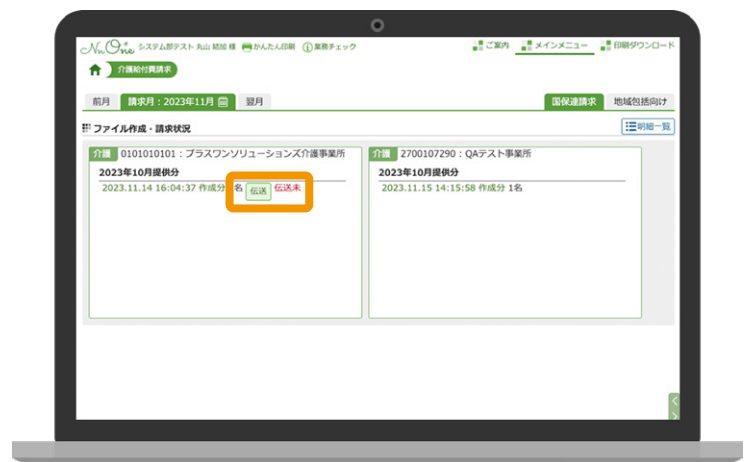 NuOne システム部テスト 丸山 結加 様 かんたん印刷 業務チェック ご案内 メインメニュー 印刷ダウンロード
介護給付費請求
前月 請求月：2023年11月 翌月 国保連請求 地域包括向け
ファイル作成・請求状況 明細一覧
介護 0101010101：プラスワンソリューションズ介護事業所
2023年10月提供分
2023.11.14 16:04:37 作成分 名 伝送 伝送未
介護 2700107290：QAテスト事業所
2023年10月提供分
2023.11.15 14:15:58 作成分 1名